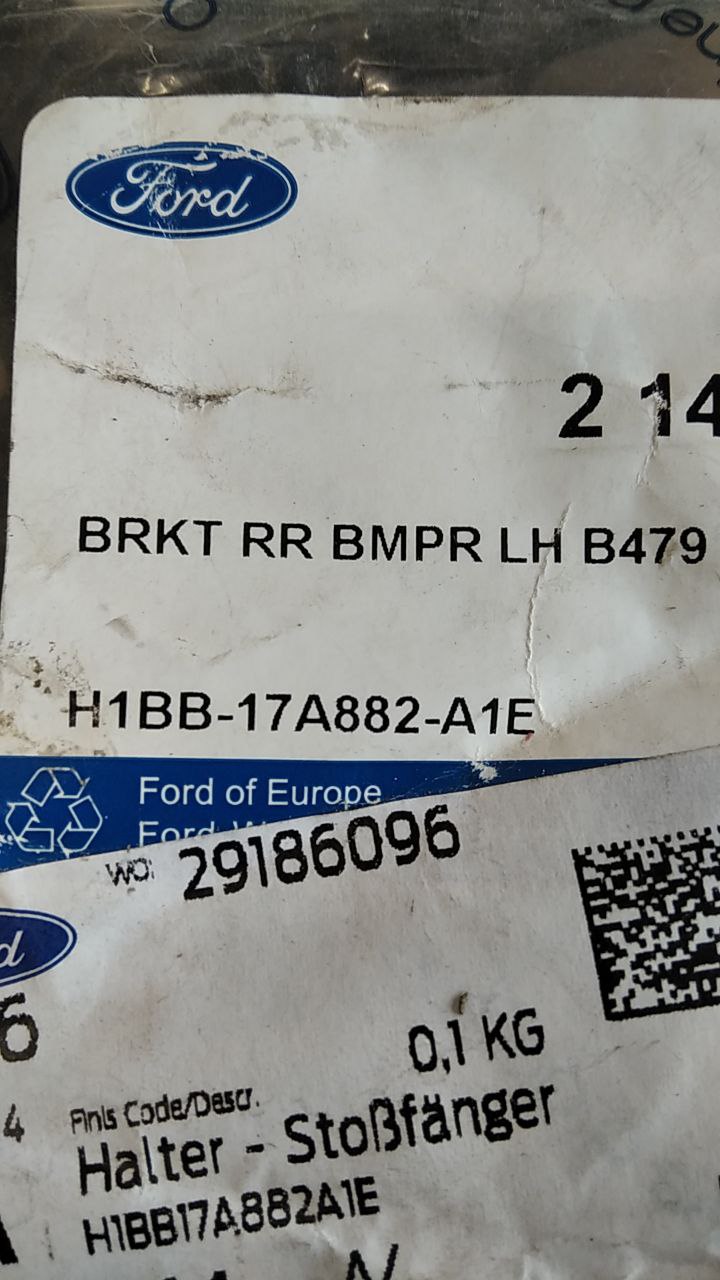 Ford
2 14
BRKT RR BMPR LH B479
H1BB-17A882-A1E
Ford of Europe
Ford
WO: 29186096
d
6
0,1 KG
4
Finis Code/Descr.
Halter - Stoßfänger
H1BB17A882A1E